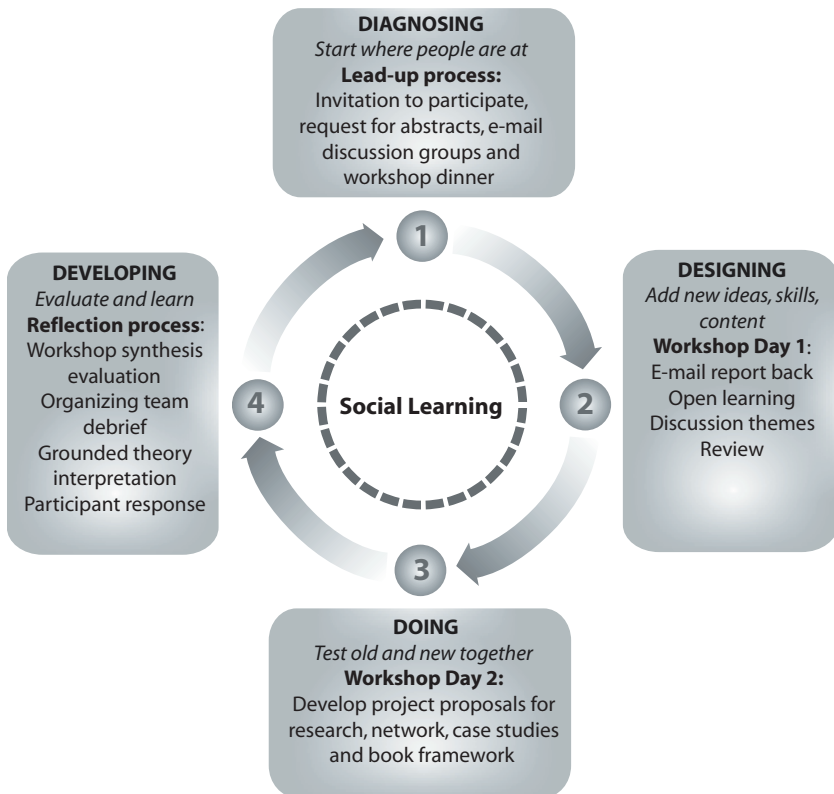 DIAGNOSING
Start where people are at
Lead-up process:
Invitation to participate,
request for abstracts, e-mail
discussion groups and
workshop dinner
1
DESIGNING
Add new ideas, skills,
content
Workshop Day 1:
E-mail report back
Open learning
Discussion themes
Review
2
DOING
Test old and new together
Workshop Day 2:
Develop project proposals for
research, network, case studies
and book framework
3
DEVELOPING
Evaluate and learn
Reflection process:
Workshop synthesis
evaluation
Organizing team
debrief
Grounded theory
interpretation
Participant response
4
Social Learning